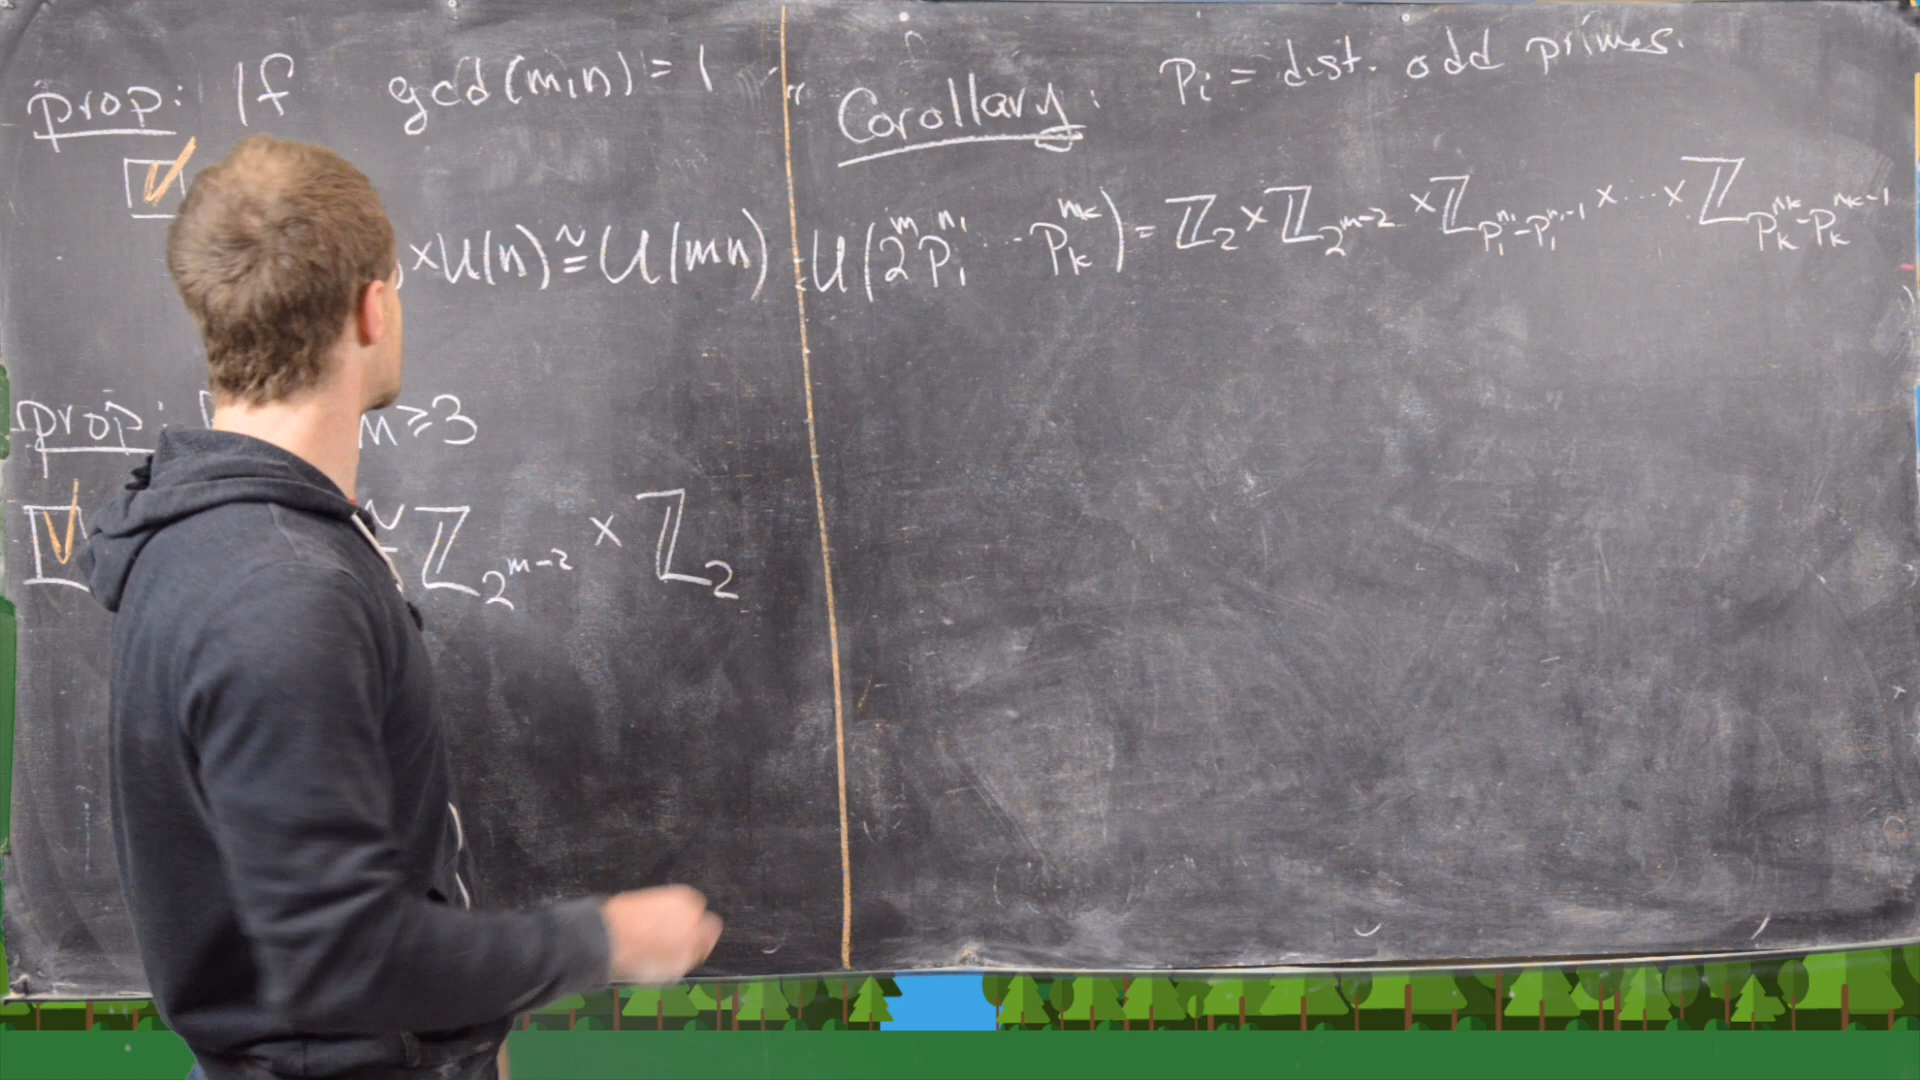 prop: If gcd(m,n) = 1
× U(n) ≅ U(mn)
prop: m ≥ 3
ℤ_{2^{m-2}} × ℤ_2
Corollary: P_i = dist. odd primes.
U(2^m P_1^{n_1} ... P_k^{n_k}) = ℤ_2 × ℤ_{2^{m-2}} × ℤ_{P_1^{n_1} - P_1^{n_1-1}} × ... × ℤ_{P_k^{n_k} - P_k^{n_k-1}}